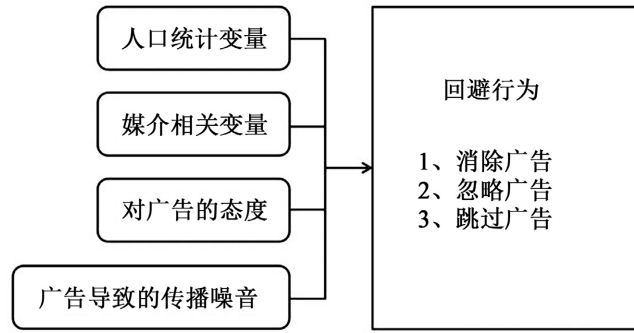 人口统计变量
媒介相关变量
对广告的态度
广告导致的传播噪音
回避行为
1、消除广告
2、忽略广告
3、跳过广告